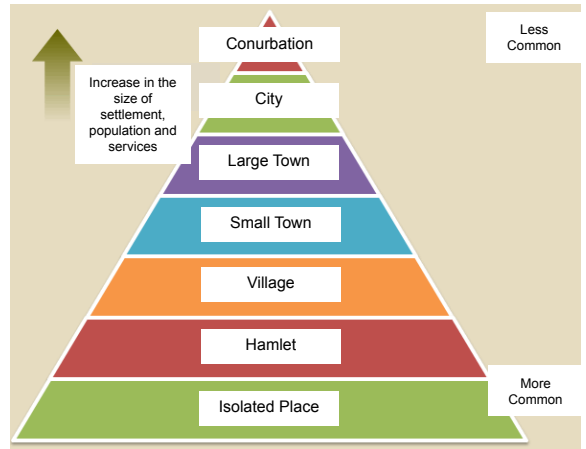 Conurbation
Less
Common
Increase in the
size of
settlement,
population and
services
City
Large Town
Small Town
Village
Hamlet
Isolated Place
More
Common